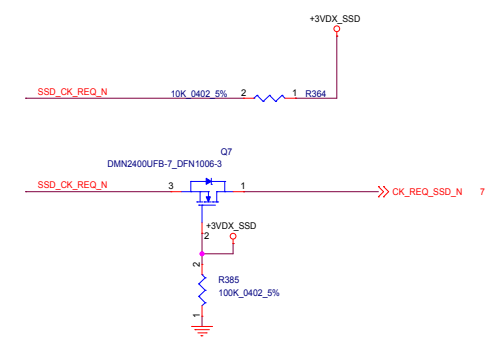 +3VDX_SSD
SSD_CK_REQ_N
10K_0402_5%
2
1
R364
Q7
DMN2400UFB-7_DFN1006-3
SSD_CK_REQ_N
3
1
CK_REQ_SSD_N
7
+3VDX_SSD
2
2
R385
100K_0402_5%
1